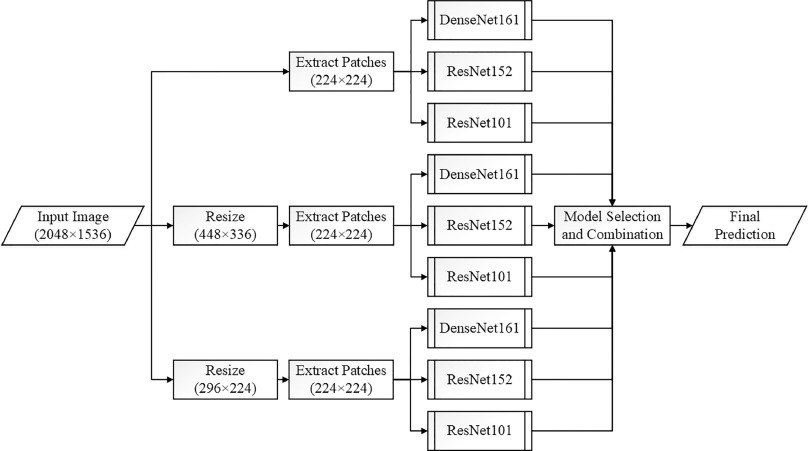 DenseNet161
Extract Patches
(224×224)
ResNet152
ResNet101
DenseNet161
Input Image
(2048×1536)
Resize
(448×336)
Extract Patches
(224×224)
ResNet152
Model Selection
and Combination
Final
Prediction
ResNet101
DenseNet161
Resize
(296×224)
Extract Patches
(224×224)
ResNet152
ResNet101